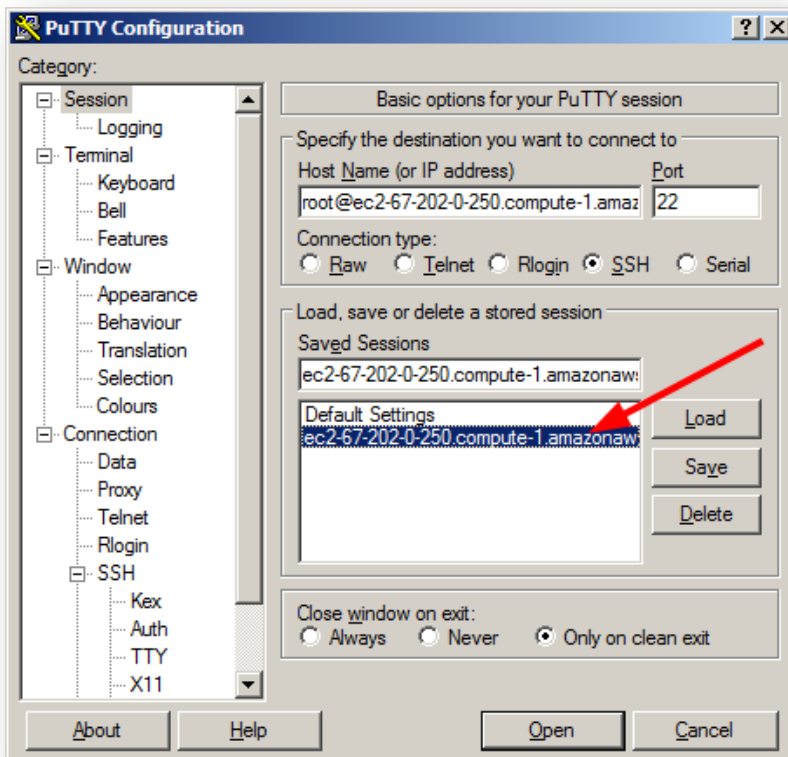 PuTTY Configuration
Category:
Session
Logging
Terminal
Keyboard
Bell
Features
Window
Appearance
Behaviour
Translation
Selection
Colours
Connection
Data
Proxy
Telnet
Rlogin
SSH
Kex
Auth
TTY
X11
Basic options for your PuTTY session
Specify the destination you want to connect to
Host Name (or IP address) Port
root@ec2-67-202-0-250.compute-1.amaz 22
Connection type:
Raw Telnet Rlogin SSH Serial
Load, save or delete a stored session
Saved Sessions
ec2-67-202-0-250.compute-1.amazonaws
Default Settings
ec2-67-202-0-250.compute-1.amazonaw
Load
Save
Delete
Close window on exit:
Always Never Only on clean exit
About Help Open Cancel